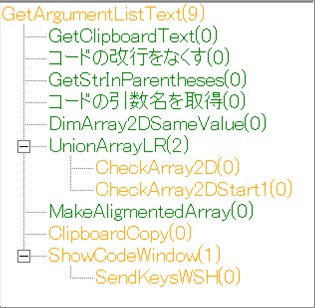 GetArgumentListText(9)
GetClipboardText(0)
コードの改行をなくす(0)
GetStrInParentheses(0)
コードの引数名を取得(0)
DimArray2DSameValue(0)
UnionArrayLR(2)
CheckArray2D(0)
CheckArray2DStart1(0)
MakeAligmentedArray(0)
ClipboardCopy(0)
ShowCodeWindow(1)
SendKeysWSH(0)